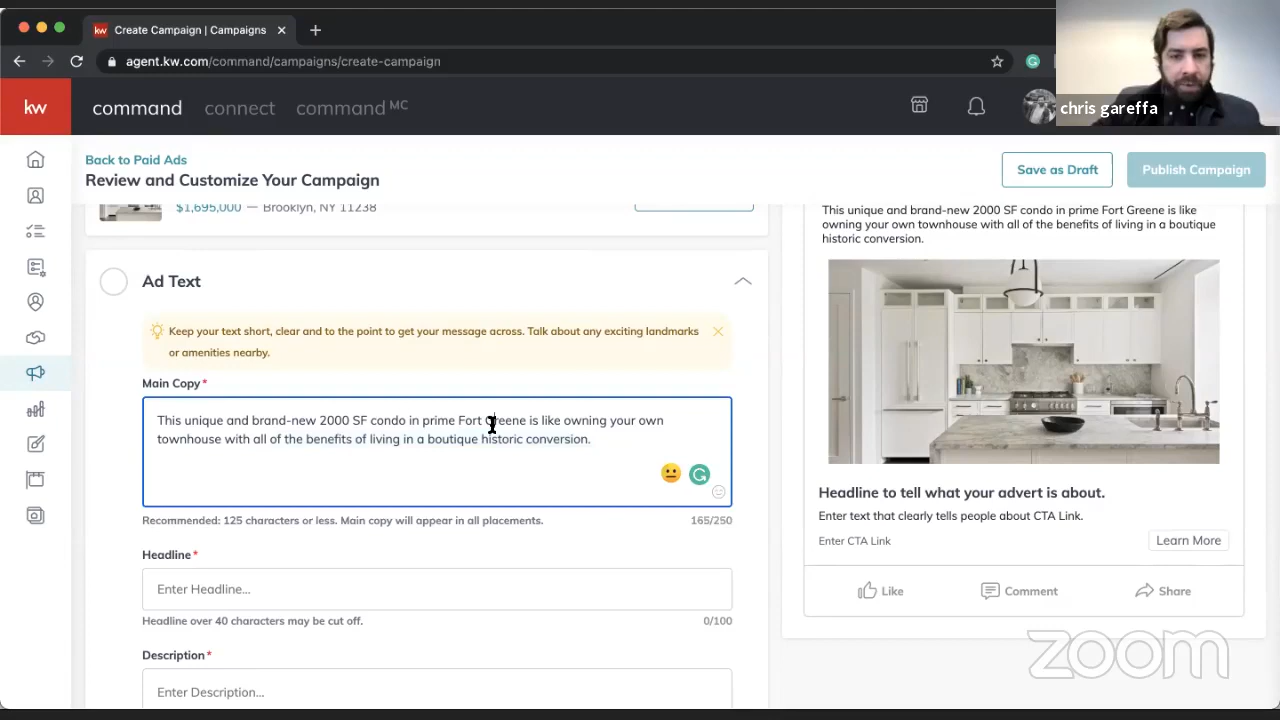 Create Campaign | Campaigns
agent.kw.com/command/campaigns/create-campaign
chris gareffa
kw
command
connect
command MC
Back to Paid Ads
Review and Customize Your Campaign
Save as Draft
Publish Campaign
$1,695,000 — Brooklyn, NY 11238
Ad Text
Keep your text short, clear and to the point to get your message across. Talk about any exciting landmarks
or amenities nearby.
Main Copy*
This unique and brand-new 2000 SF condo in prime Fort Greene is like owning your own
townhouse with all of the benefits of living in a boutique historic conversion.
Recommended: 125 characters or less. Main copy will appear in all placements.
165/250
Headline*
Enter Headline...
Headline over 40 characters may be cut off.
0/100
Description*
Enter Description...
This unique and brand-new 2000 SF condo in prime Fort Greene is like
owning your own townhouse with all of the benefits of living in a boutique
historic conversion.
Headline to tell what your advert is about.
Enter text that clearly tells people about CTA Link.
Enter CTA Link
Learn More
Like
Comment
Share
zoom